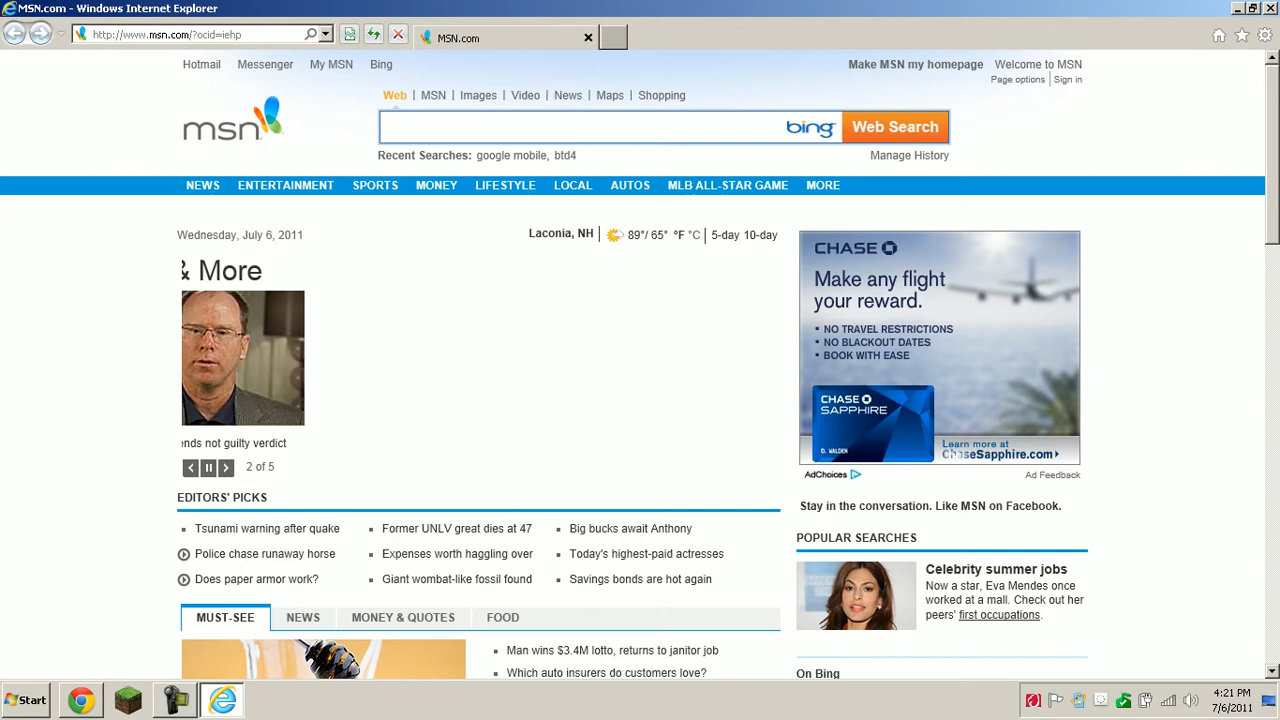 MSN.com - Windows Internet Explorer
http://www.msn.com/?ocid=iehp
MSN.com
Hotmail Messenger My MSN Bing
Make MSN my homepage Welcome to MSN
Page options Sign in
Web MSN Images Video News Maps Shopping
msn
bing Web Search
Recent Searches: google mobile, btd4
Manage History
NEWS ENTERTAINMENT SPORTS MONEY LIFESTYLE LOCAL AUTOS MLB ALL-STAR GAME MORE
Wednesday, July 6, 2011
Laconia, NH 89°/ 65° °F °C 5-day 10-day
& More
ends not guilty verdict
2 of 5
CHASE
Make any flight
your reward.
NO TRAVEL RESTRICTIONS
NO BLACKOUT DATES
BOOK WITH EASE
CHASE
SAPPHIRE
D. WALDEN
Learn more at
ChaseSapphire.com
AdChoices
Ad Feedback
EDITORS' PICKS
Tsunami warning after quake
Former UNLV great dies at 47
Big bucks await Anthony
Police chase runaway horse
Expenses worth haggling over
Today's highest-paid actresses
Does paper armor work?
Giant wombat-like fossil found
Savings bonds are hot again
Stay in the conversation. Like MSN on Facebook.
POPULAR SEARCHES
Celebrity summer jobs
Now a star, Eva Mendes once
worked at a mall. Check out her
peers' first occupations.
MUST-SEE NEWS MONEY & QUOTES FOOD
Man wins $3.4M lotto, returns to janitor job
Which auto insurers do customers love?
On Bing
Start
4:21 PM
7/6/2011